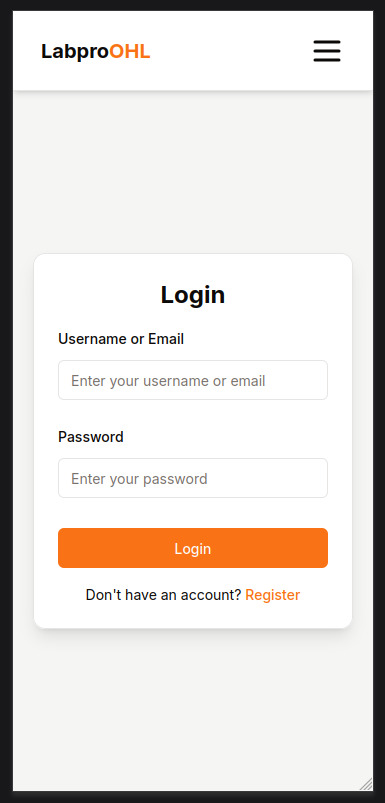 LabproOHL
Login
Username or Email
Enter your username or email
Password
Enter your password
Login
Don't have an account? Register